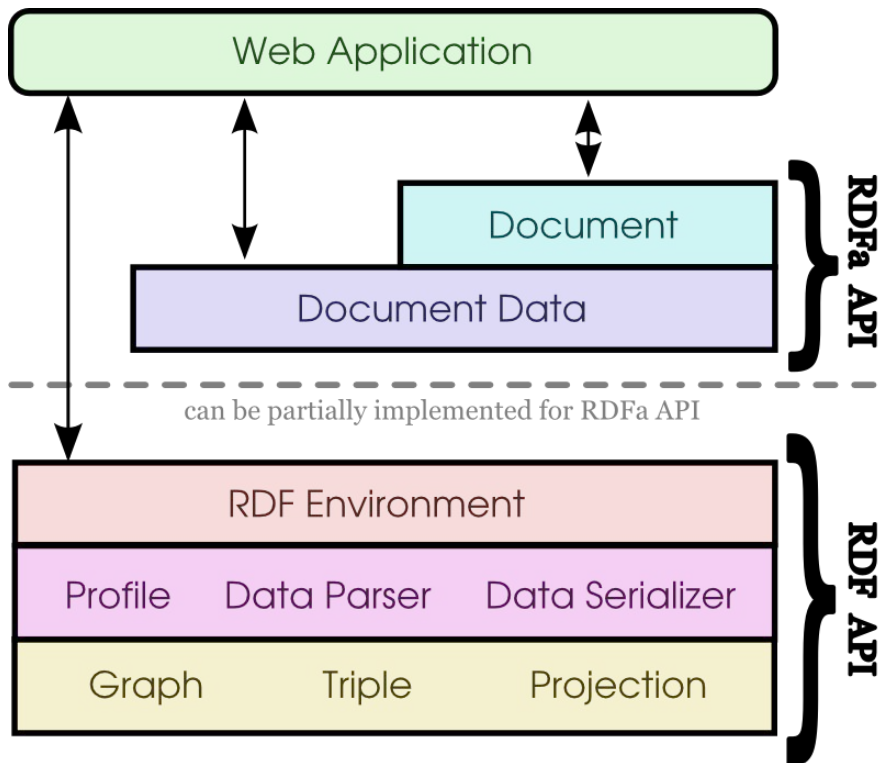 Web Application
Document
Document Data
RDFa API
can be partially implemented for RDFa API
RDF Environment
Profile Data Parser Data Serializer
Graph Triple Projection
RDF API